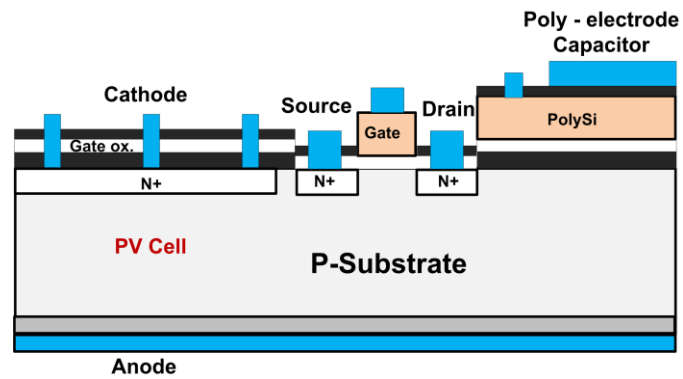 Poly - electrode
Capacitor
Cathode
Source
Drain
Gate ox.
Gate
PolySi
N+
N+
N+
PV Cell
P-Substrate
Anode